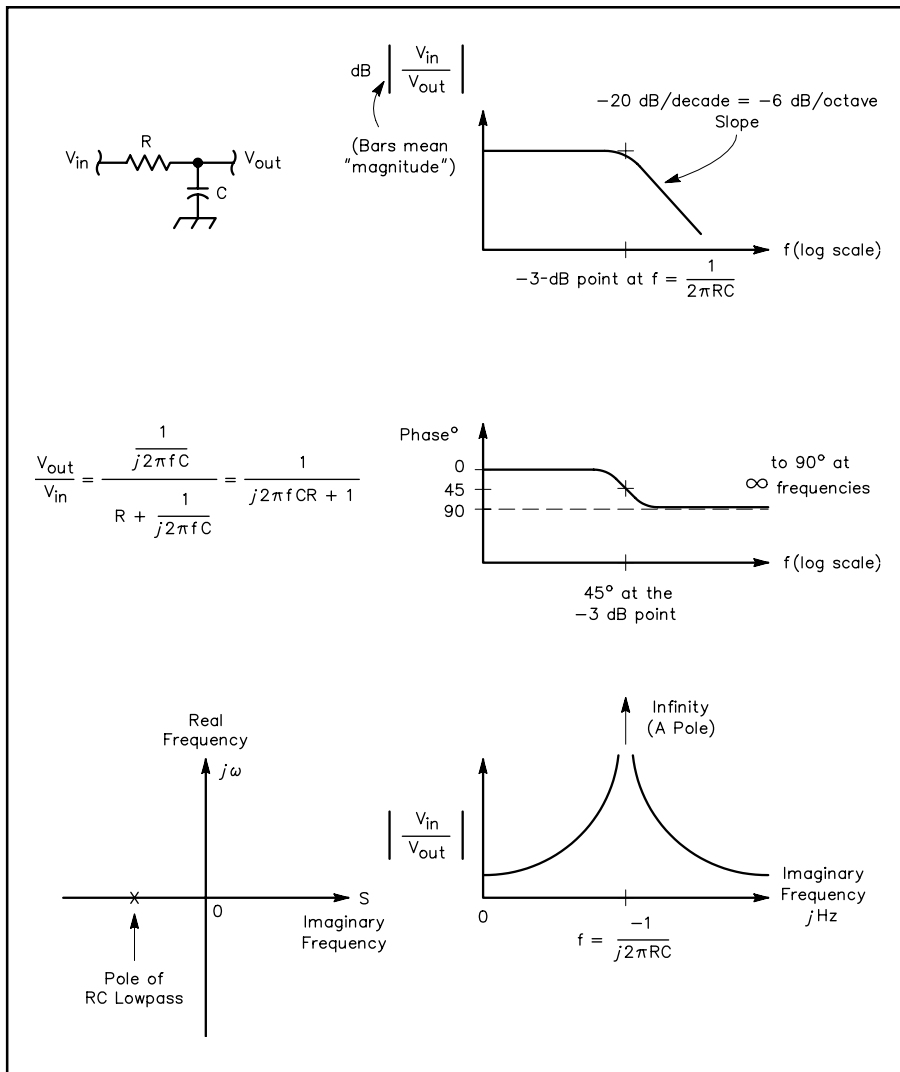 dB | V_in / V_out |
−20 dB/decade = −6 dB/octave
Slope
(Bars mean
"magnitude")
R
V_in
V_out
C
f (log scale)
−3-dB point at f = 1 / 2πRC
V_out / V_in = (1 / j2πfC) / (R + 1 / j2πfC) = 1 / j2πfCR + 1
Phase°
0
45
90
to 90° at
∞ frequencies
f (log scale)
45° at the
−3 dB point
Real
Frequency
jω
X
0
S
Imaginary
Frequency
Pole of
RC Lowpass
Infinity
(A Pole)
| V_in / V_out |
0
Imaginary
Frequency
jHz
f = −1 / j2πRC